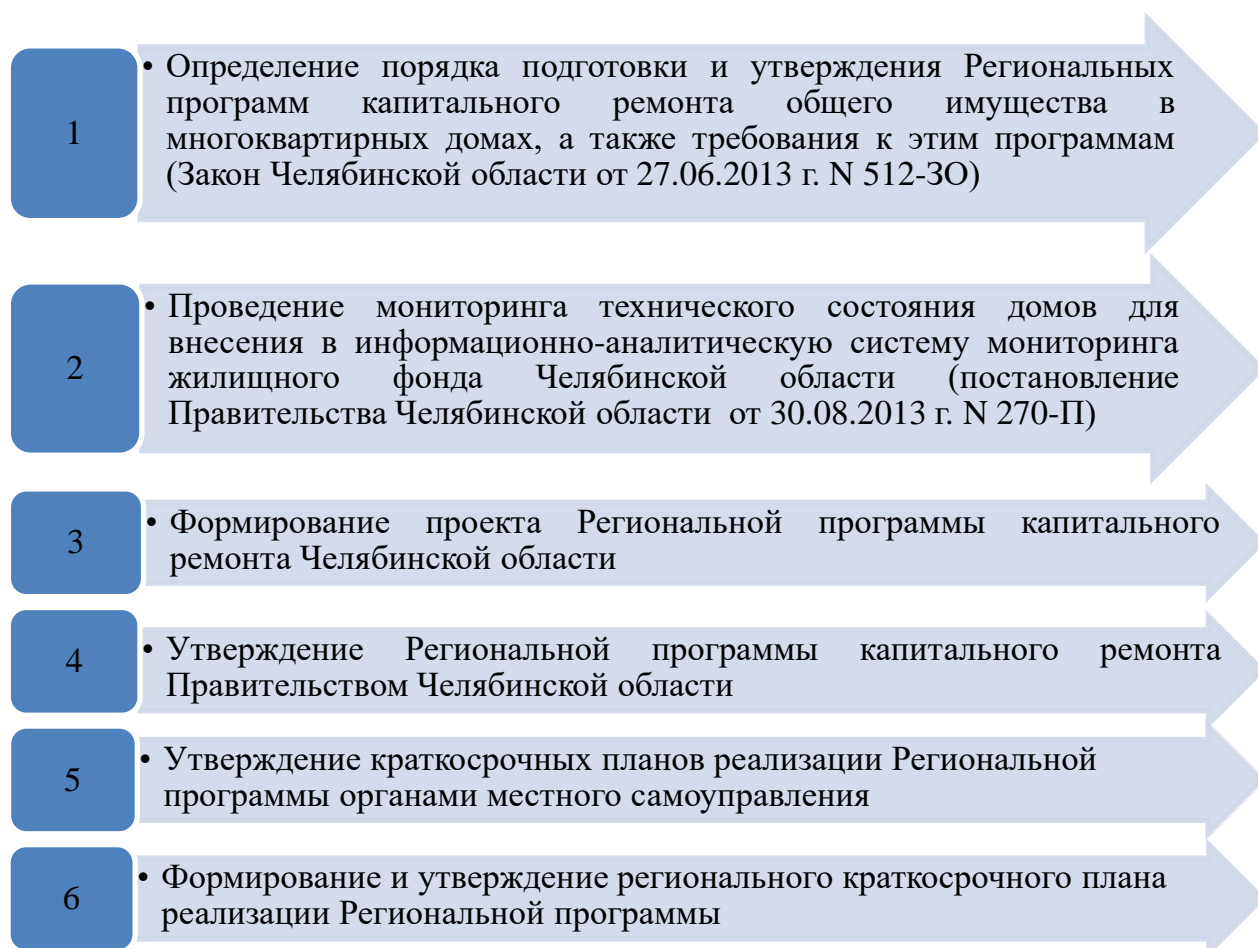 1
• Определение порядка подготовки и утверждения Региональных
программ капитального ремонта общего имущества в
многоквартирных домах, а также требования к этим программам
(Закон Челябинской области от 27.06.2013 г. N 512-ЗО)
2
• Проведение мониторинга технического состояния домов для
внесения в информационно-аналитическую систему мониторинга
жилищного фонда Челябинской области (постановление
Правительства Челябинской области от 30.08.2013 г. N 270-П)
3
• Формирование проекта Региональной программы капитального
ремонта Челябинской области
4
• Утверждение Региональной программы капитального ремонта
Правительством Челябинской области
5
• Утверждение краткосрочных планов реализации Региональной
программы органами местного самоуправления
6
• Формирование и утверждение регионального краткосрочного плана
реализации Региональной программы